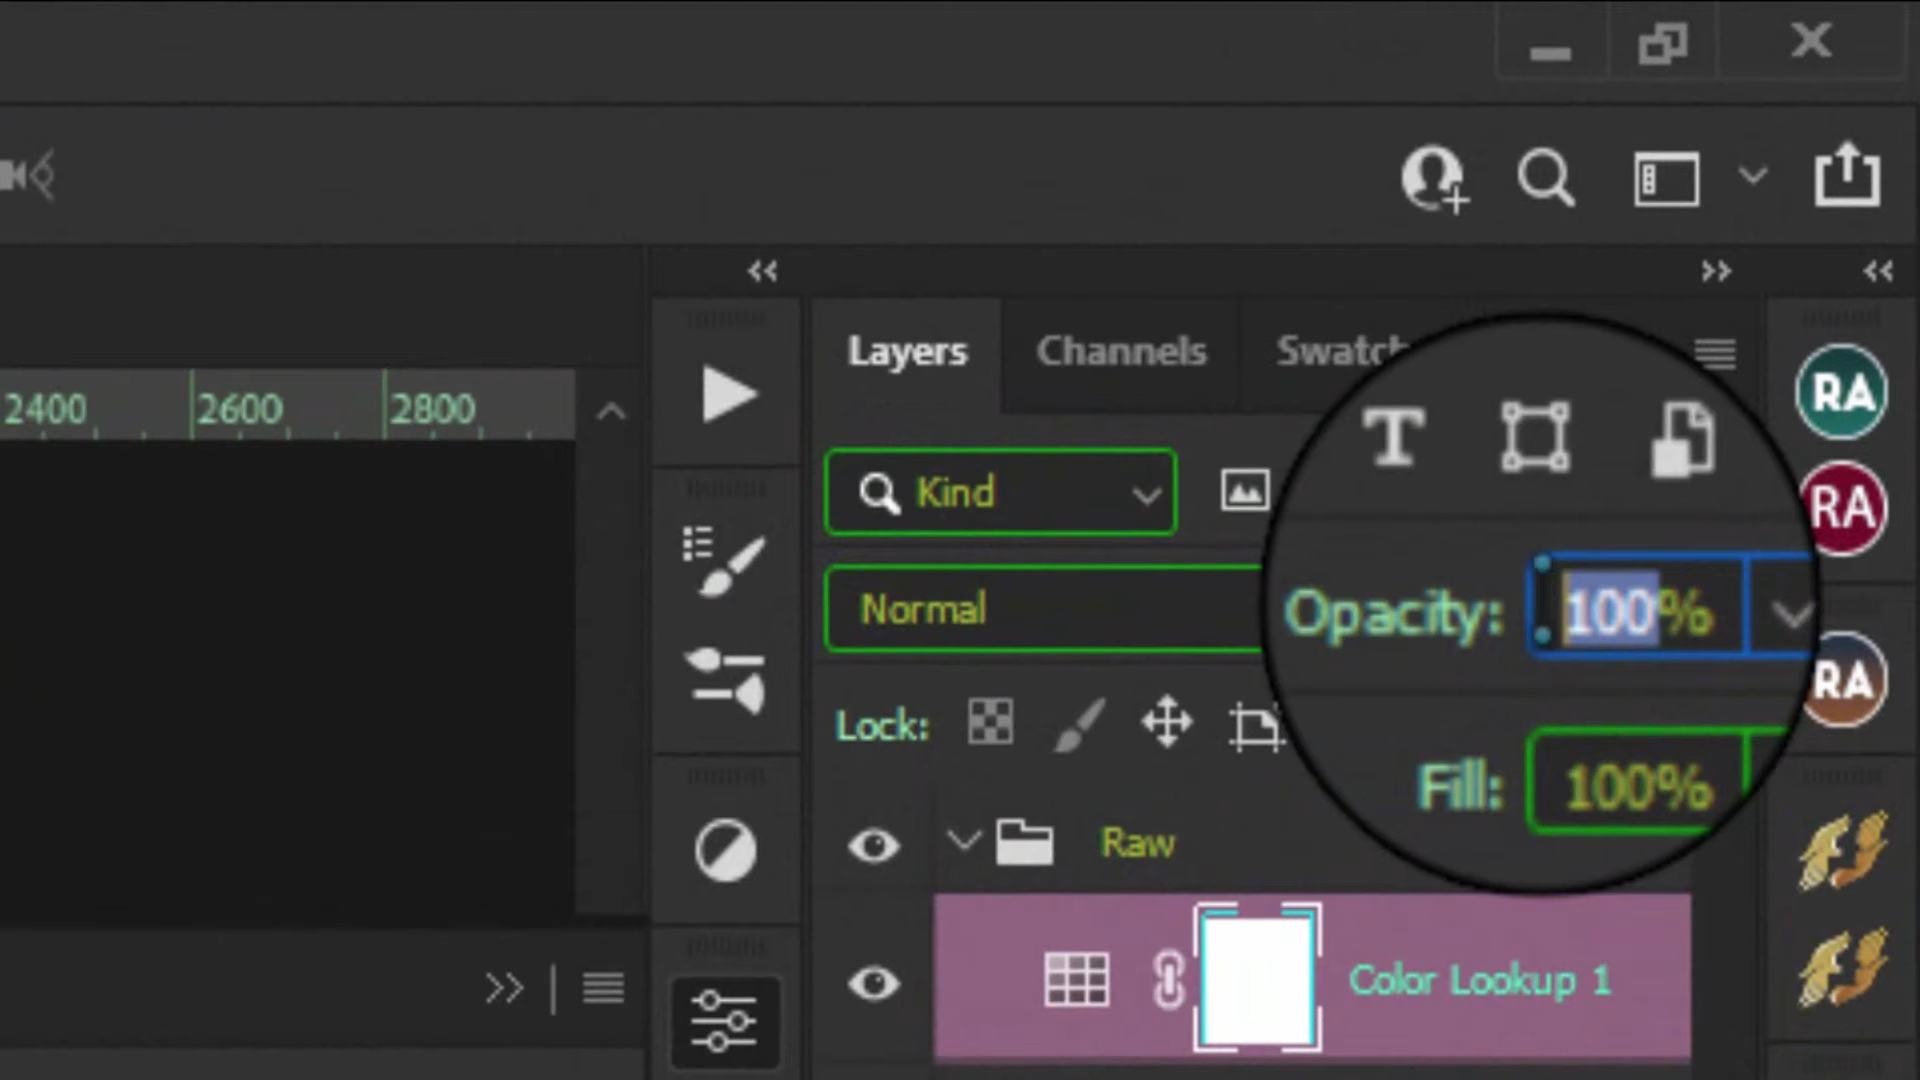 Layers Channels Swatch
2400 2600 2800
RA
Kind
RA
Normal Opacity: 100%
RA
Lock: Fill: 100%
Raw
Color Lookup 1